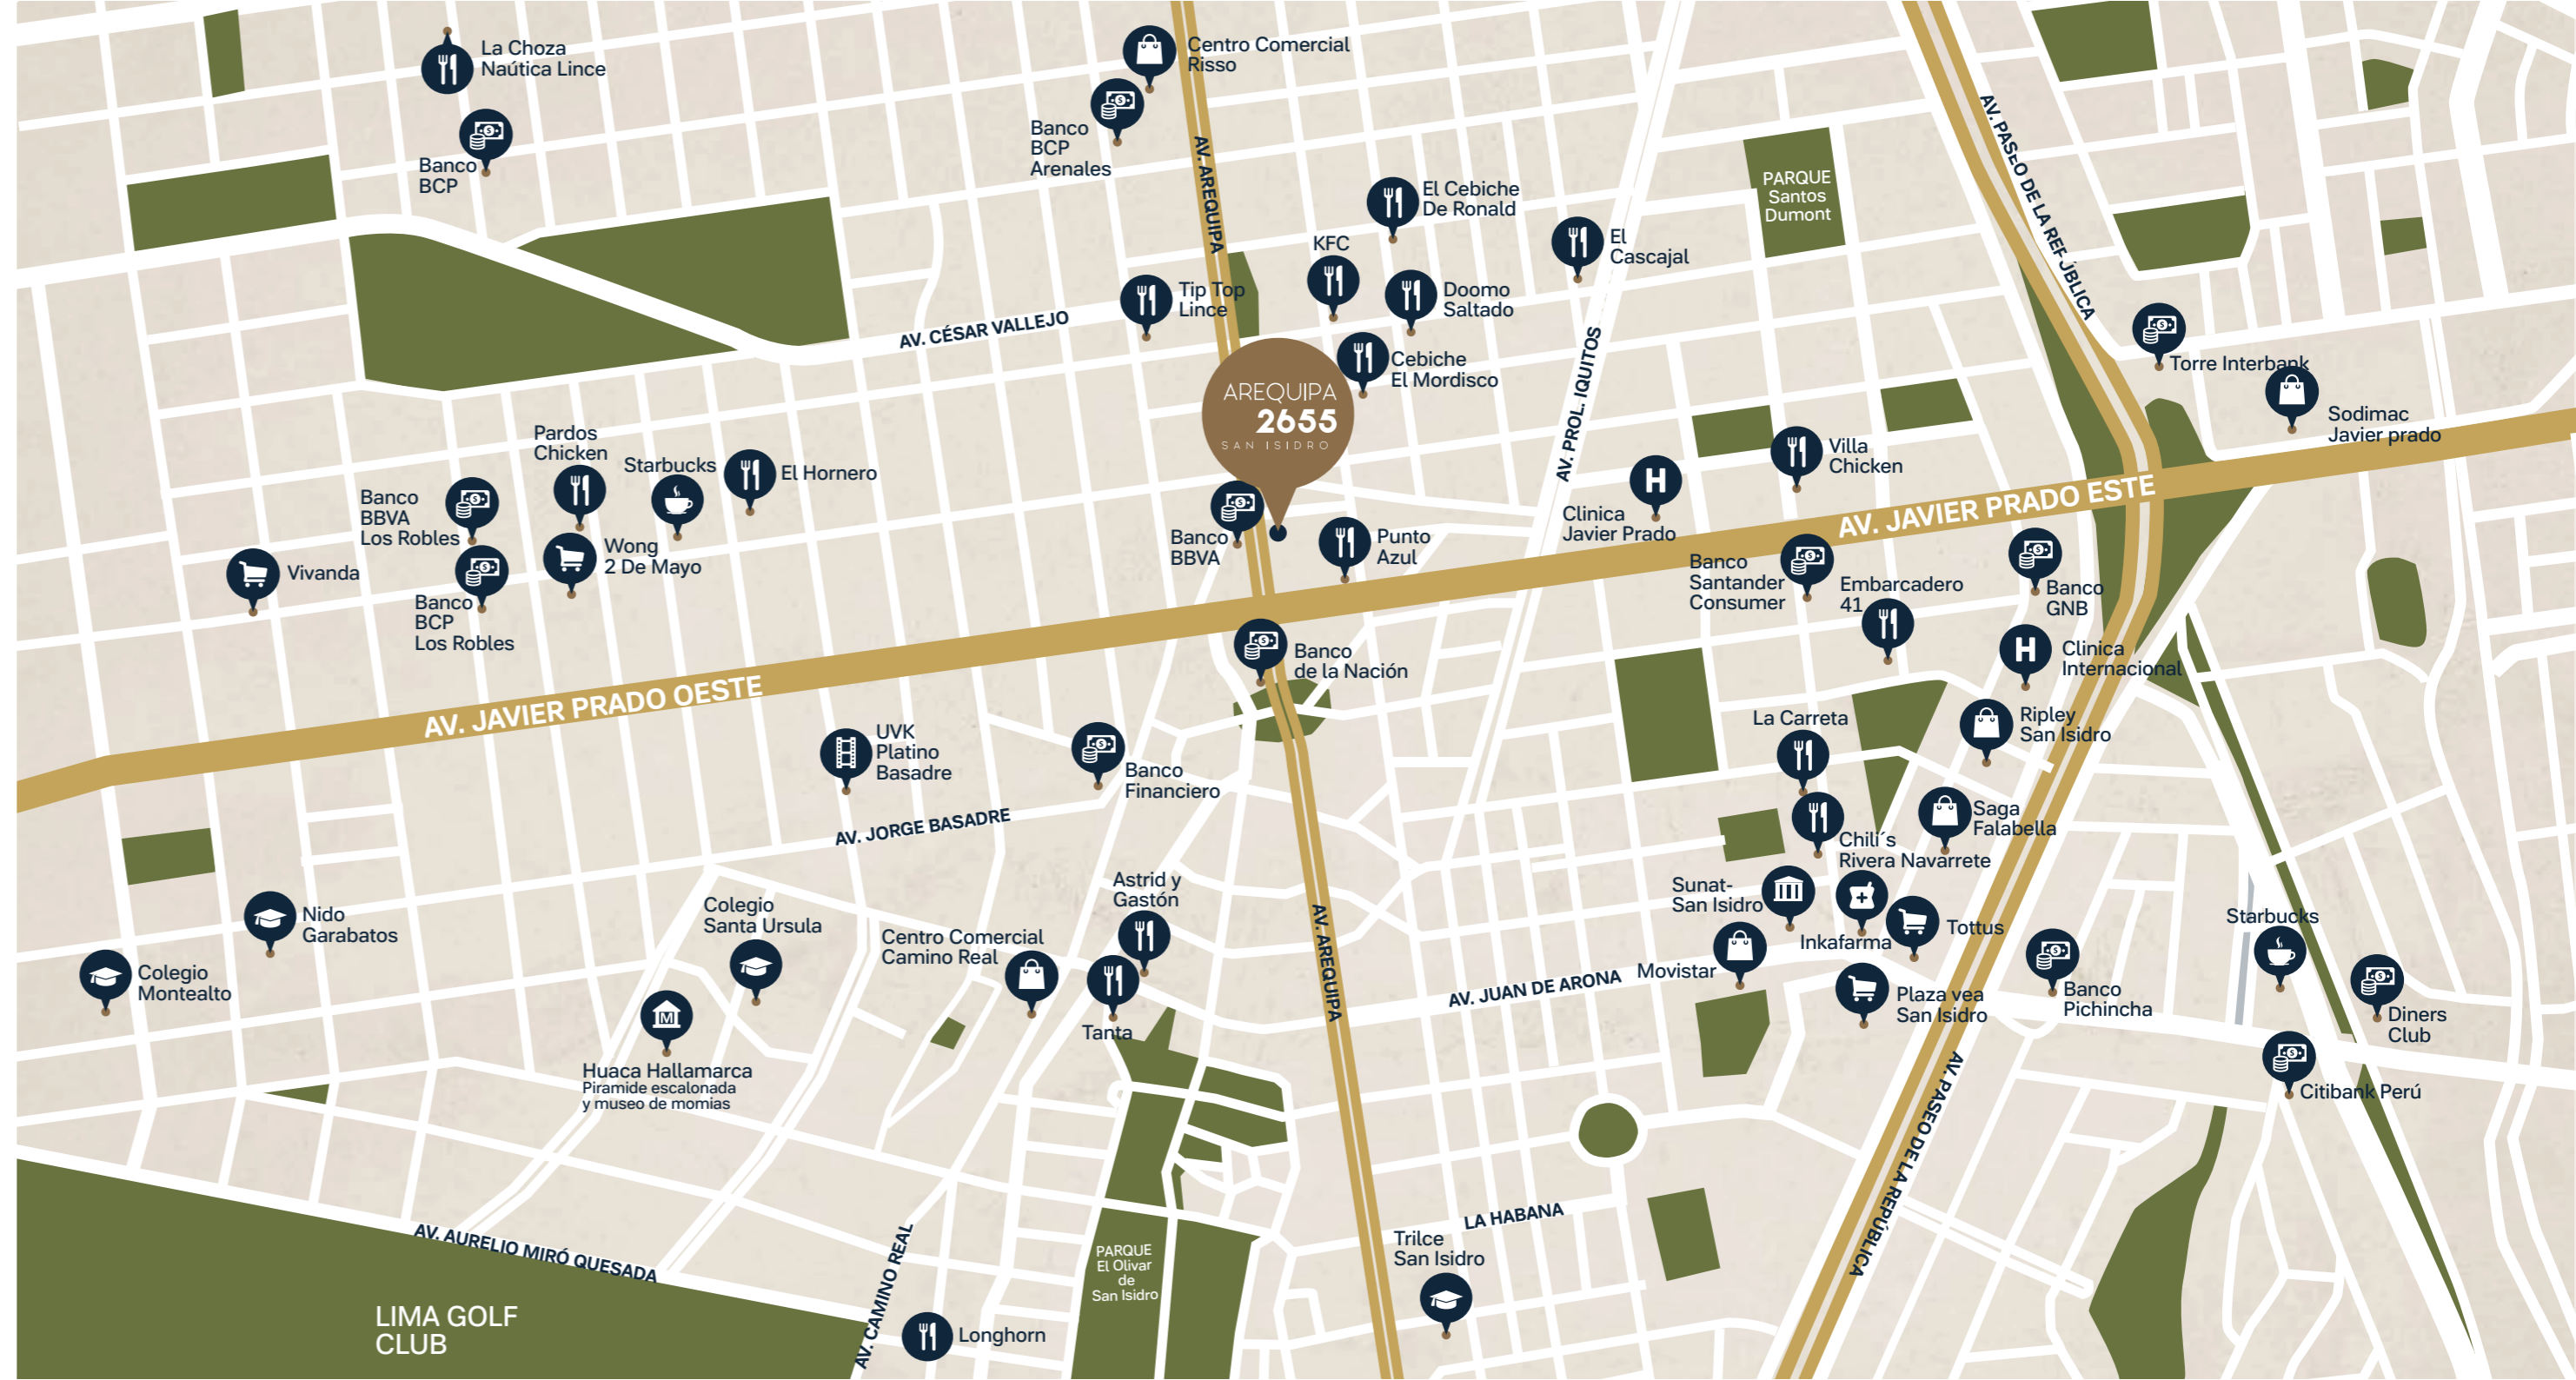 La Choza
Naútica Lince
Banco
BCP
Centro Comercial
Risso
Banco
BCP
Arenales
AV. AREQUIPA
El Cebiche
De Ronald
KFC
El
Cascajal
Doomo
Saltado
Tip Top
Lince
Cebiche
El Mordisco
PARQUE
Santos
Dumont
AV. PASEO DE LA REPÚBLICA
AV. CÉSAR VALLEJO
AV. PROL. IQUITOS
Torre Interbank
Sodimac
Javier prado
AREQUIPA
2655
SAN ISIDRO
Pardos
Chicken
Starbucks
El Hornero
Banco
BBVA
Los Robles
Wong
2 De Mayo
Vivanda
Banco
BCP
Los Robles
Banco
BBVA
Punto
Azul
Clinica
Javier Prado
Villa
Chicken
AV. JAVIER PRADO ESTE
Banco
Santander
Consumer
Embarcadero
41
Banco
GNB
Clinica
Internacional
Banco
de la Nación
AV. JAVIER PRADO OESTE
UVK
Platino
Basadre
Banco
Financiero
La Carreta
Ripley
San Isidro
AV. JORGE BASADRE
Saga
Falabella
Chili´s
Rivera Navarrete
Astrid y
Gastón
Sunat-
San Isidro
Inkafarma
Tottus
Nido
Garabatos
Colegio
Santa Ursula
Centro Comercial
Camino Real
AV. AREQUIPA
Starbucks
Colegio
Montealto
Movistar
AV. JUAN DE ARONA
Plaza vea
San Isidro
Banco
Pichincha
Diners
Club
Tanta
M
Huaca Hallamarca
Piramide escalonada
y museo de momias
Citibank Perú
AV. PASEO DE LA REPÚBLICA
LA HABANA
Trilce
San Isidro
AV. AURELIO MIRÓ QUESADA
AV. CAMINO REAL
PARQUE
El Olivar
de
San Isidro
LIMA GOLF
CLUB
Longhorn